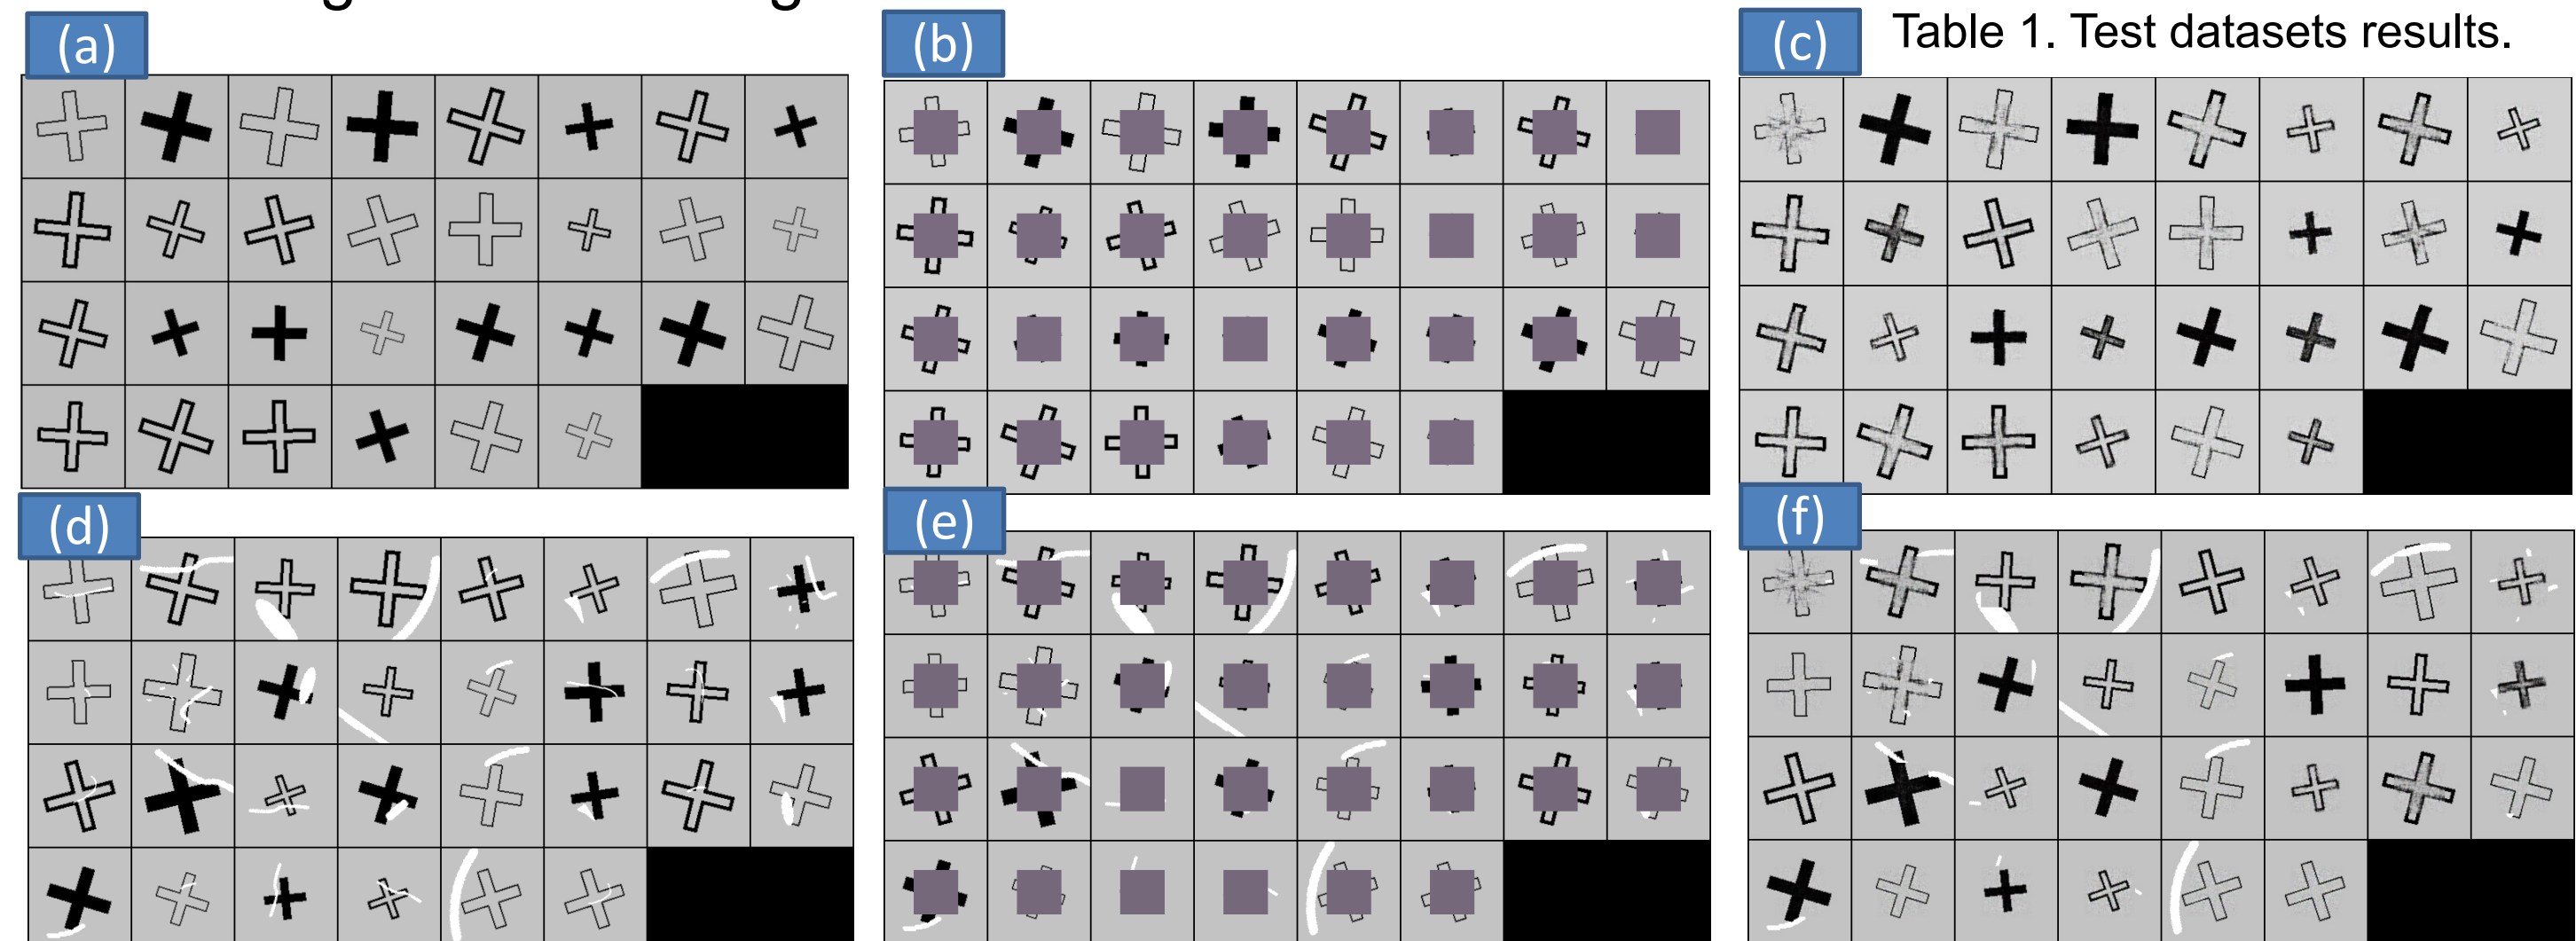 (a)
(b)
(c)
Table 1. Test datasets results.
(d)
(e)
(f)